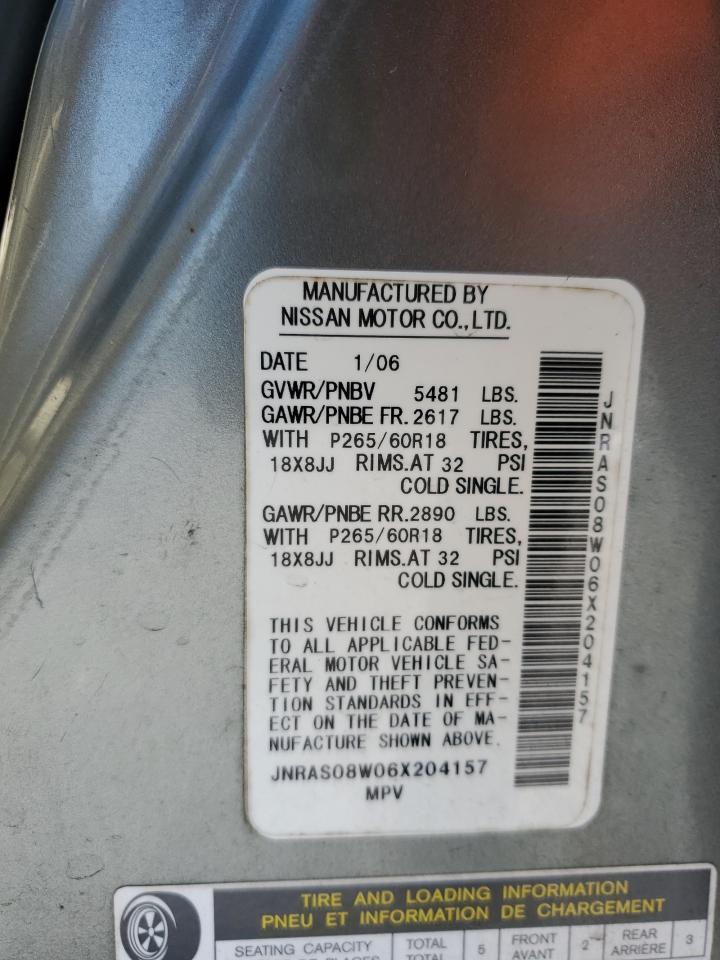 MANUFACTURED BY
NISSAN MOTOR CO., LTD.
DATE 1/06
GVWR/PNBV 5481 LBS.
GAWR/PNBE FR. 2617 LBS.
WITH P265/60R18 TIRES,
18X8JJ RIMS. AT 32 PSI
COLD SINGLE.
GAWR/PNBE RR. 2890 LBS.
WITH P265/60R18 TIRES,
18X8JJ RIMS. AT 32 PSI
COLD SINGLE.
THIS VEHICLE CONFORMS
TO ALL APPLICABLE FED-
ERAL MOTOR VEHICLE SA-
FETY AND THEFT PREVEN-
TION STANDARDS IN EFF-
ECT ON THE DATE OF MA-
NUFACTURE SHOWN ABOVE.
JNRAS08W06X204157
MPV
JNRAS08W06X204157
TIRE AND LOADING INFORMATION
PNEU ET INFORMATION DE CHARGEMENT
SEATING CAPACITY TOTAL 5 FRONT 2 REAR 3
TOTAL AVANT ARRIÈRE